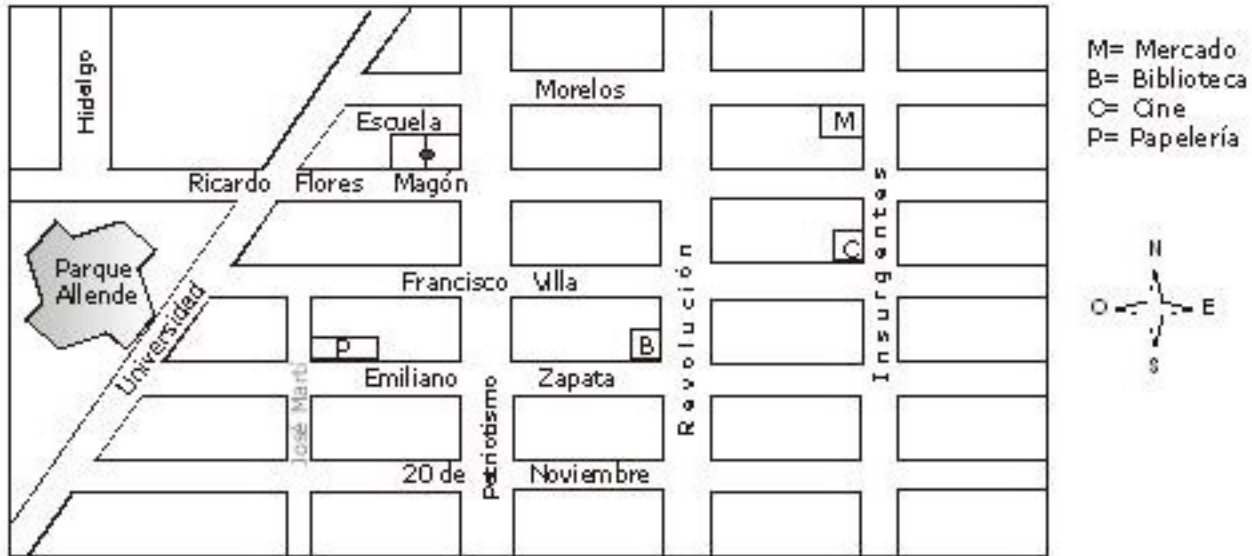 Hidalgo
Morelos
Escuela
M
Ricardo Flores Magón
C
Parque
Allende
Universidad
Francisco Villa
P
B
José Martí
Emiliano Zapata
Patriotismo
Revolución
Insurgentes
20 de Noviembre
M= Mercado
B= Biblioteca
C= Cine
P= Papelería
N
O
E
S